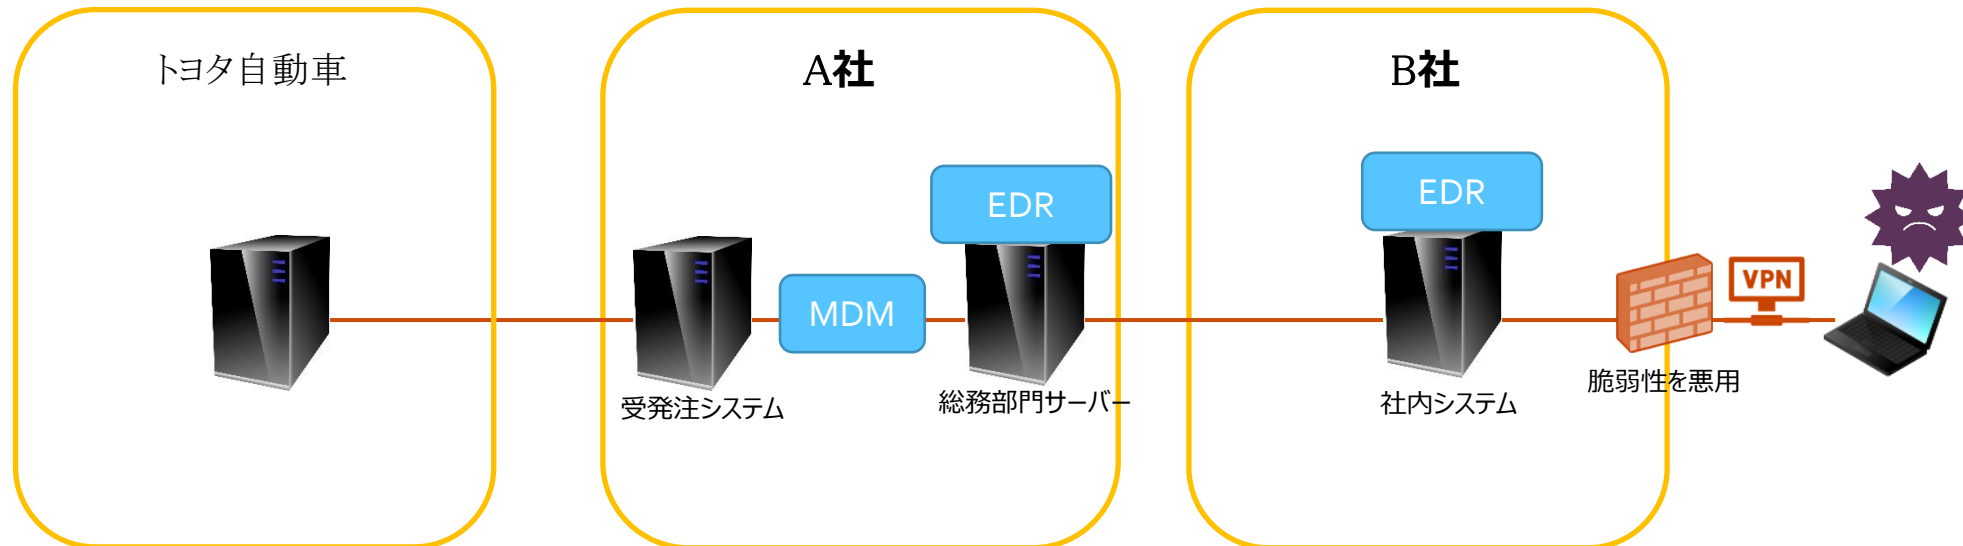 トヨタ自動車
A社
B社
EDR
EDR
MDM
VPN
受発注システム
総務部門サーバー
社内システム
脆弱性を悪用